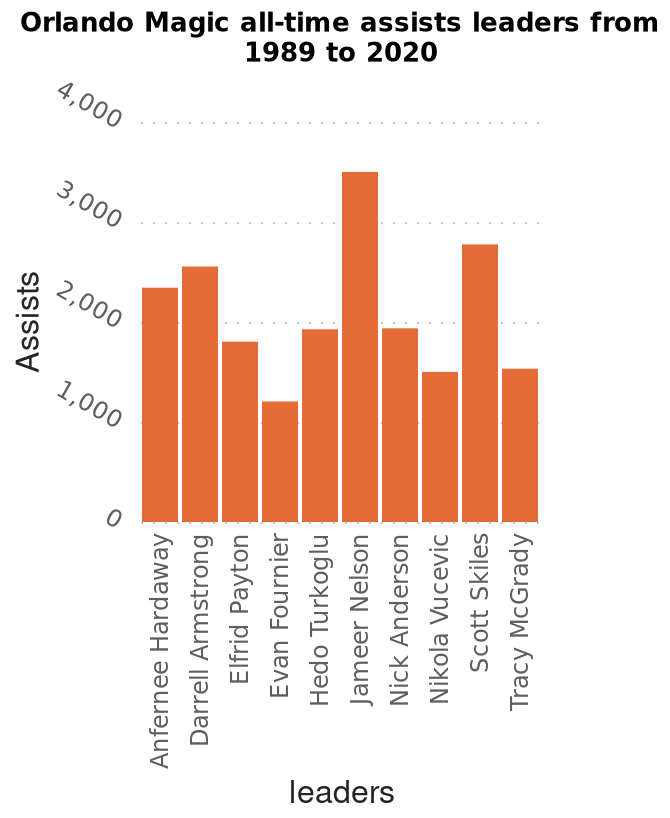 Orlando Magic all-time assists leaders from
1989 to 2020
4,000
3,000
2,000
1,000
0
Assists
Anfernee Hardaway
Darrell Armstrong
Elfrid Payton
Evan Fournier
Hedo Turkoglu
Jameer Nelson
Nick Anderson
Nikola Vucevic
Scott Skiles
Tracy McGrady
leaders